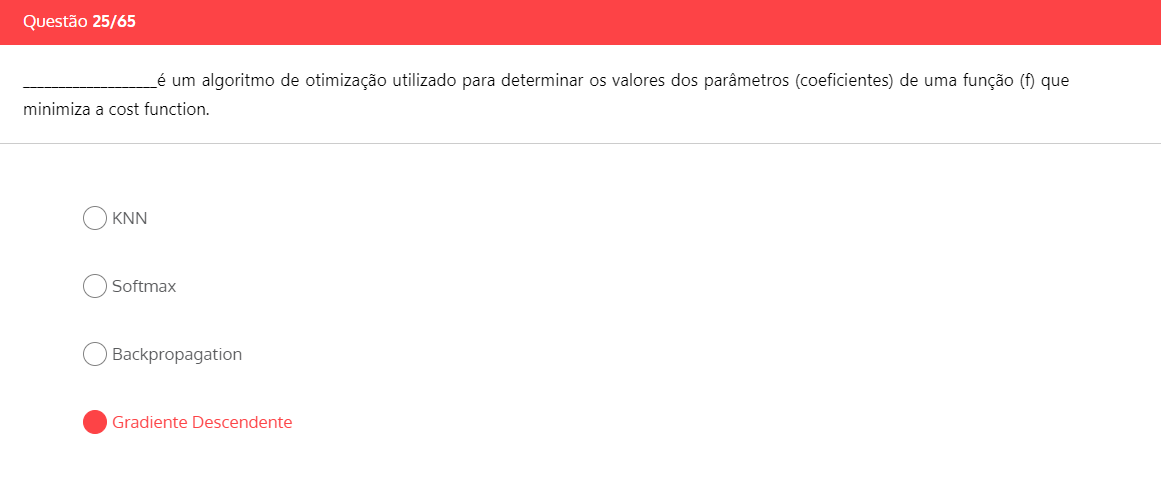 Questão 25/65
___________________é um algoritmo de otimização utilizado para determinar os valores dos parâmetros (coeficientes) de uma função (f) que
minimiza a cost function.
KNN
Softmax
Backpropagation
Gradiente Descendente